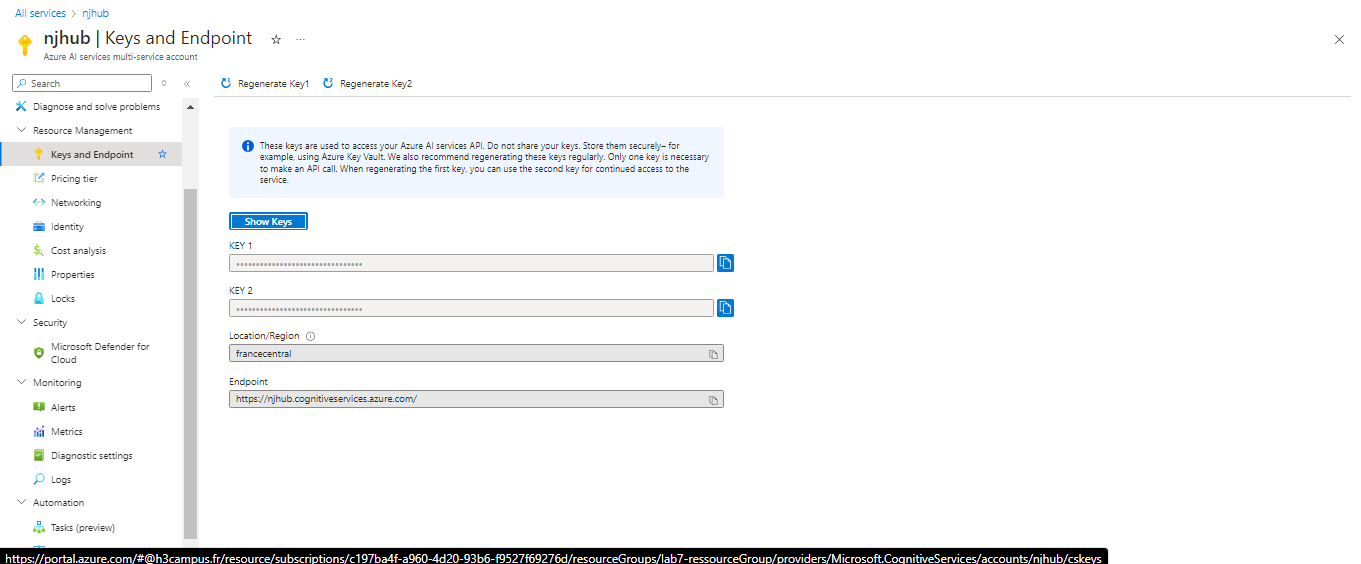 All services > njhub
njhub | Keys and Endpoint
Azure AI services multi-service account
Search
Regenerate Key1
Regenerate Key2
Diagnose and solve problems
Resource Management
Keys and Endpoint
Pricing tier
Networking
Identity
Cost analysis
Properties
Locks
Security
Microsoft Defender for
Cloud
Monitoring
Alerts
Metrics
Diagnostic settings
Logs
Automation
Tasks (preview)
These keys are used to access your Azure AI services API. Do not share your keys. Store them securely– for
example, using Azure Key Vault. We also recommend regenerating these keys regularly. Only one key is necessary
to make an API call. When regenerating the first key, you can use the second key for continued access to the
service.
Show Keys
KEY 1
KEY 2
Location/Region
francecentral
Endpoint
https://njhub.cognitiveservices.azure.com/
https://portal.azure.com/#@h3campus.fr/resource/subscriptions/c197ba4f-a960-4d20-93b6-f9527f69276d/resourceGroups/lab7-ressourceGroup/providers/Microsoft.CognitiveServices/accounts/njhub/cskeys